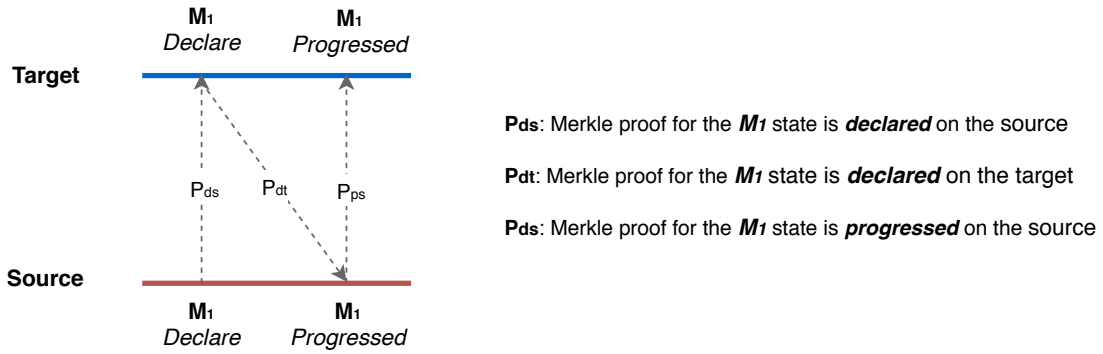 M1
M1
Declare
Progressed
Target
Pds: Merkle proof for the M1 state is declared on the source
Pdt: Merkle proof for the M1 state is declared on the target
Pds
Pdt
Pps
Pds: Merkle proof for the M1 state is progressed on the source
Source
M1
M1
Declare
Progressed